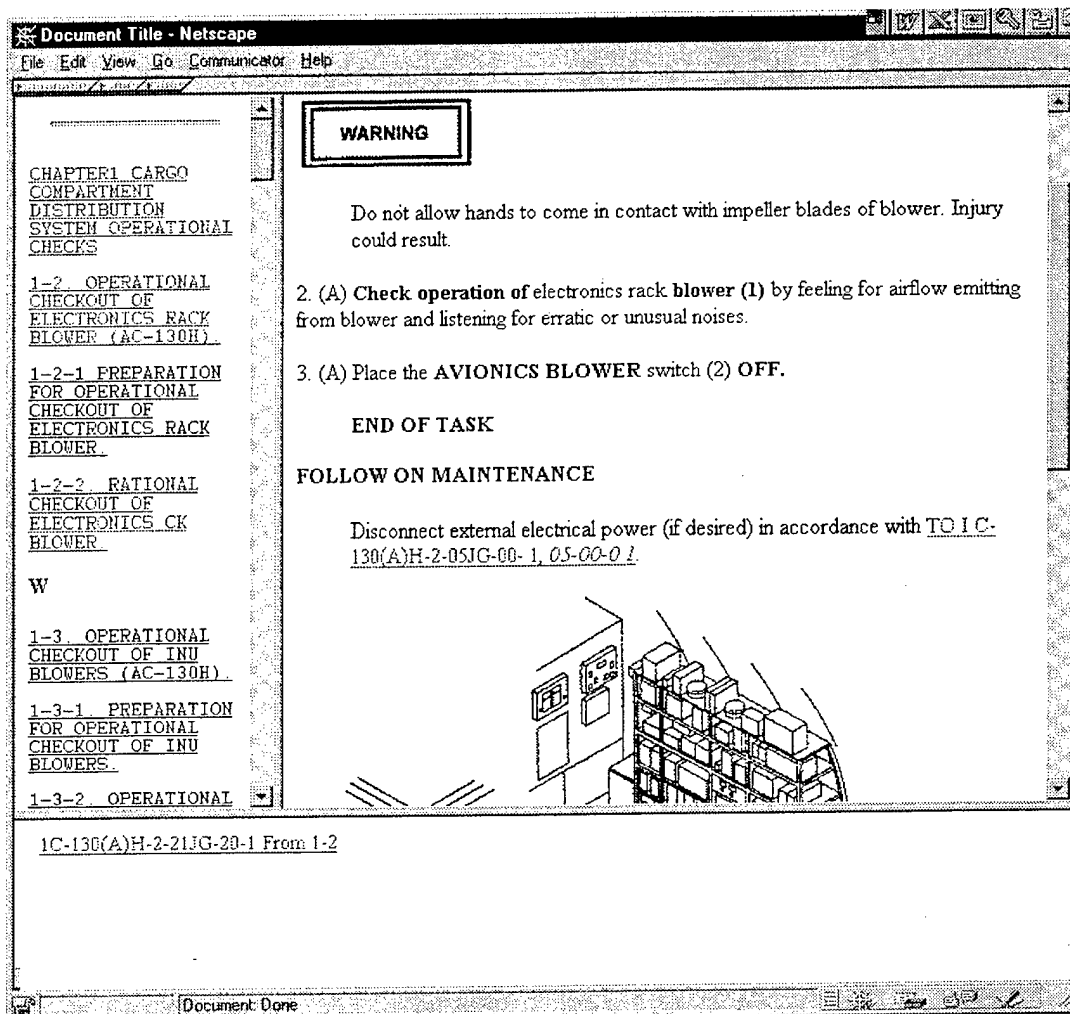 Document Title - Netscape
File Edit View Go Communicator Help
CHAPTER1 CARGO
COMPARTMENT
DISTRIBUTION
SYSTEM OPERATIONAL
CHECKS
1-2. OPERATIONAL
CHECKOUT OF
ELECTRONICS RACK
BLOWER (AC-130H).
1-2-1 PREPARATION
FOR OPERATIONAL
CHECKOUT OF
ELECTRONICS RACK
BLOWER.
1-2-2. RATIONAL
CHECKOUT OF
ELECTRONICS CK
BLOWER.
W
1-3. OPERATIONAL
CHECKOUT OF INU
BLOWERS (AC-130H).
1-3-1. PREPARATION
FOR OPERATIONAL
CHECKOUT OF INU
BLOWERS.
1-3-2. OPERATIONAL
WARNING
Do not allow hands to come in contact with impeller blades of blower. Injury
could result.
2. (A) Check operation of electronics rack blower (1) by feeling for airflow emitting
from blower and listening for erratic or unusual noises.
3. (A) Place the AVIONICS BLOWER switch (2) OFF.
END OF TASK
FOLLOW ON MAINTENANCE
Disconnect external electrical power (if desired) in accordance with TO I C-
130(A)H-2-05JG-00- 1, 05-00-0 1.
1C-130(A)H-2-21JG-20-1 From 1-2
Document: Done